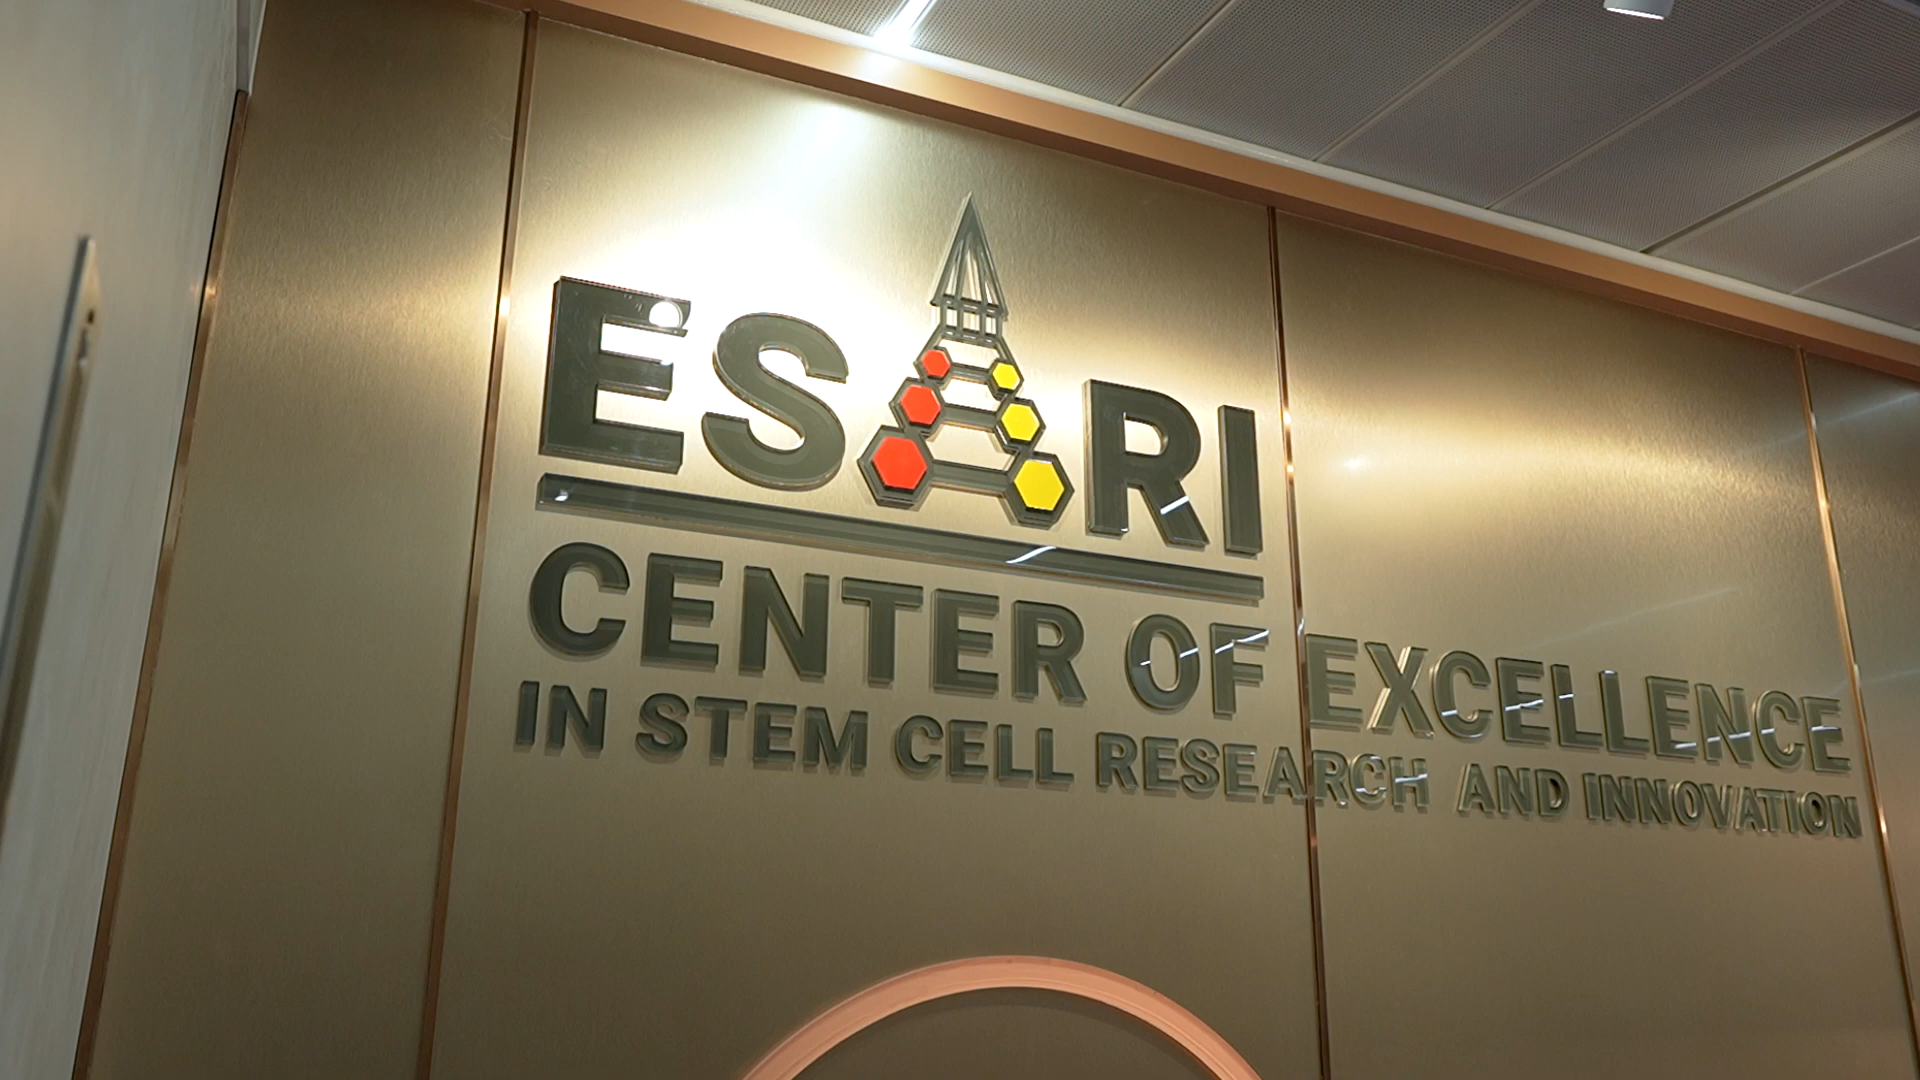 ESARI
CENTER OF EXCELLENCE
IN STEM CELL RESEARCH AND INNOVATION